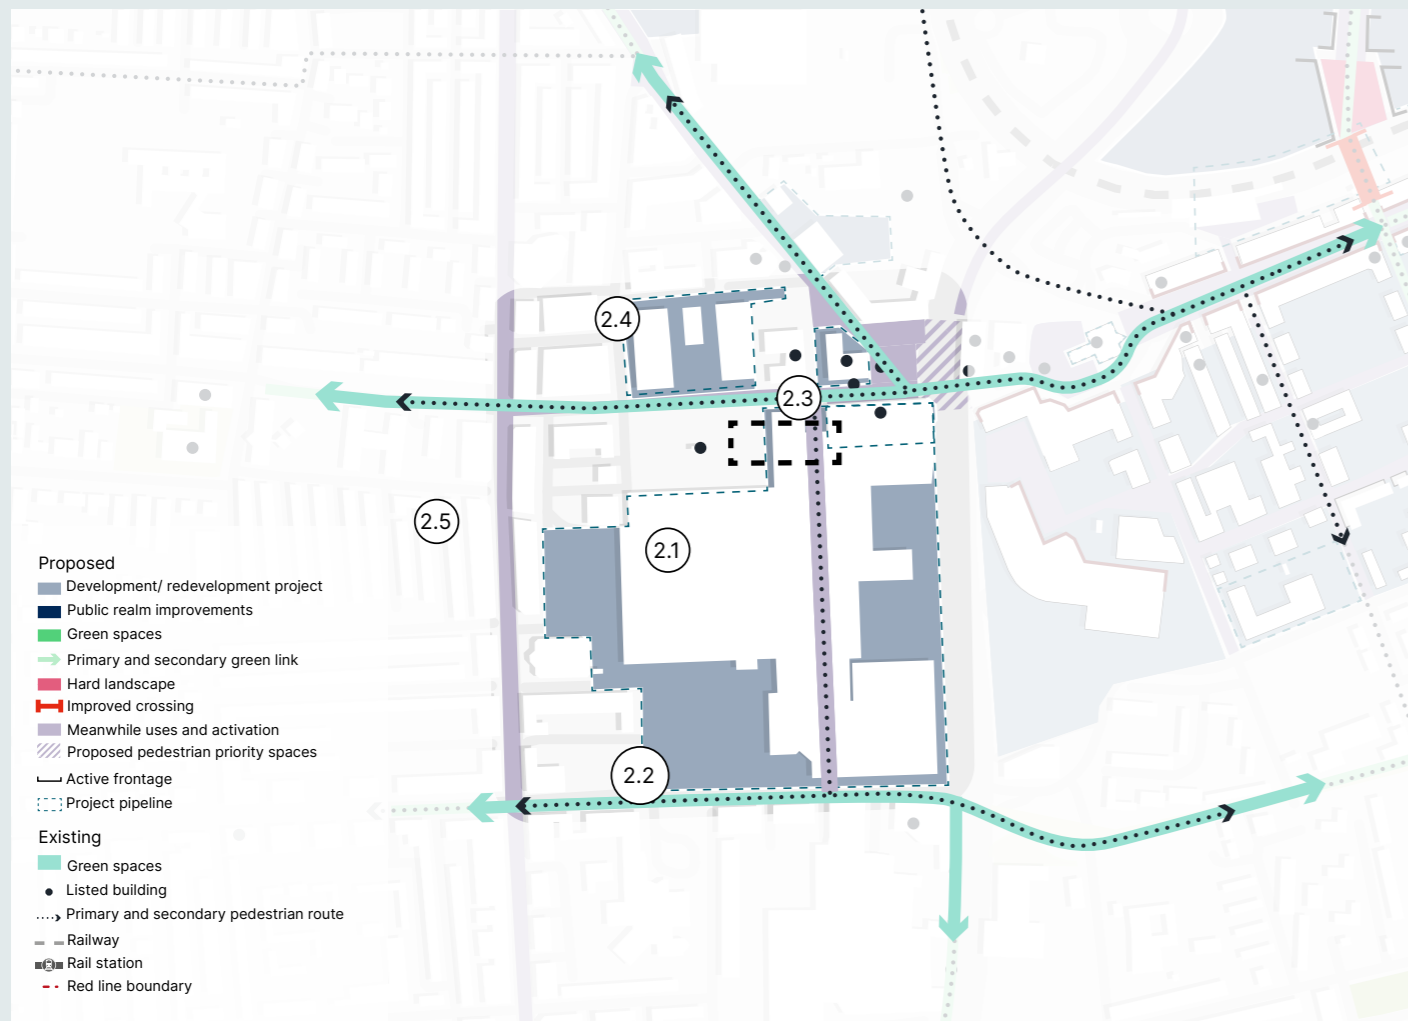 2.4
2.3
2.5
2.1
2.2
Proposed
Development/ redevelopment project
Public realm improvements
Green spaces
Primary and secondary green link
Hard landscape
Improved crossing
Meanwhile uses and activation
Proposed pedestrian priority spaces
Active frontage
Project pipeline
Existing
Green spaces
Listed building
Primary and secondary pedestrian route
Railway
Rail station
Red line boundary